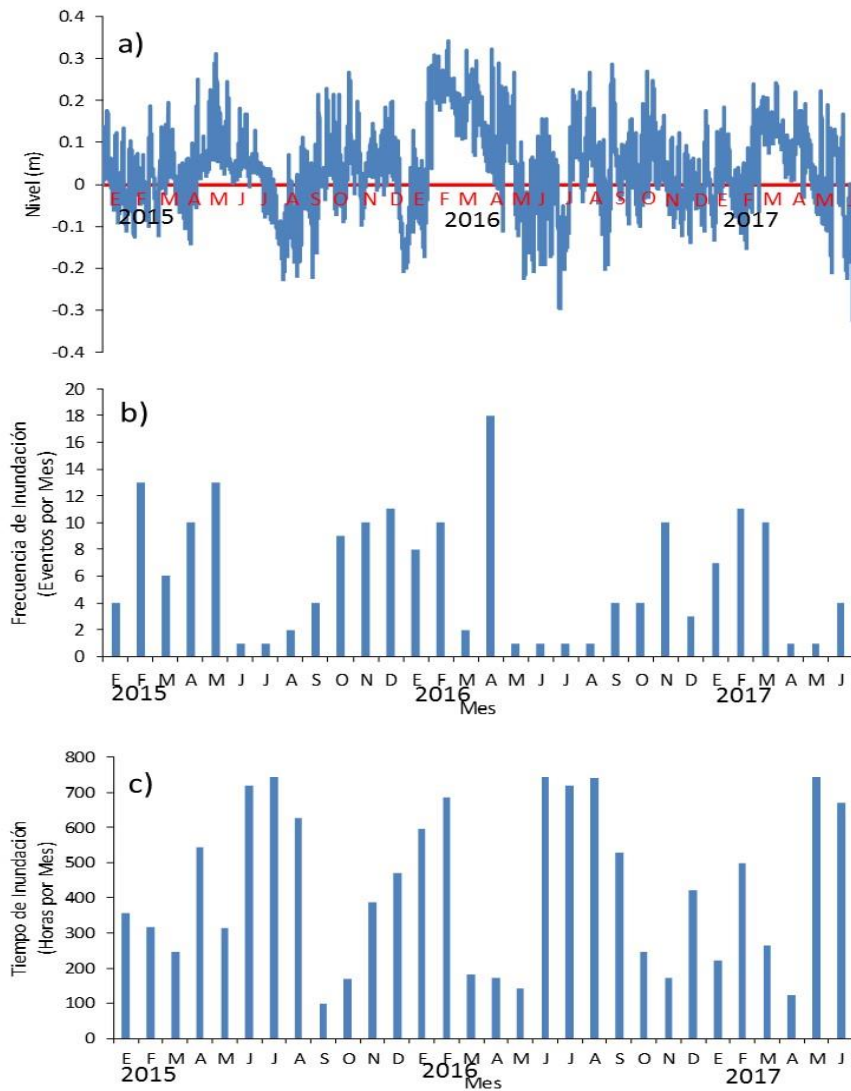 a)
0.4
0.3
0.2
0.1
0
-0.1
-0.2
-0.3
-0.4
Nivel (m)
E F M A M J J A S O N D E F M A M J J A S O N D E F M A M J
2015 2016 2017
b)
20
18
16
14
12
10
8
6
4
2
0
Frecuencia de Inundación
(Eventos por Mes)
E F M A M J J A S O N D E F M A M J J A S O N D E F M A M J
2015 2016 2017
Mes
c)
800
700
600
500
400
300
200
100
0
Tiempo de Inundación
(Horas por Mes)
E F M A M J J A S O N D E F M A M J J A S O N D E F M A M J
2015 2016 2017
Mes